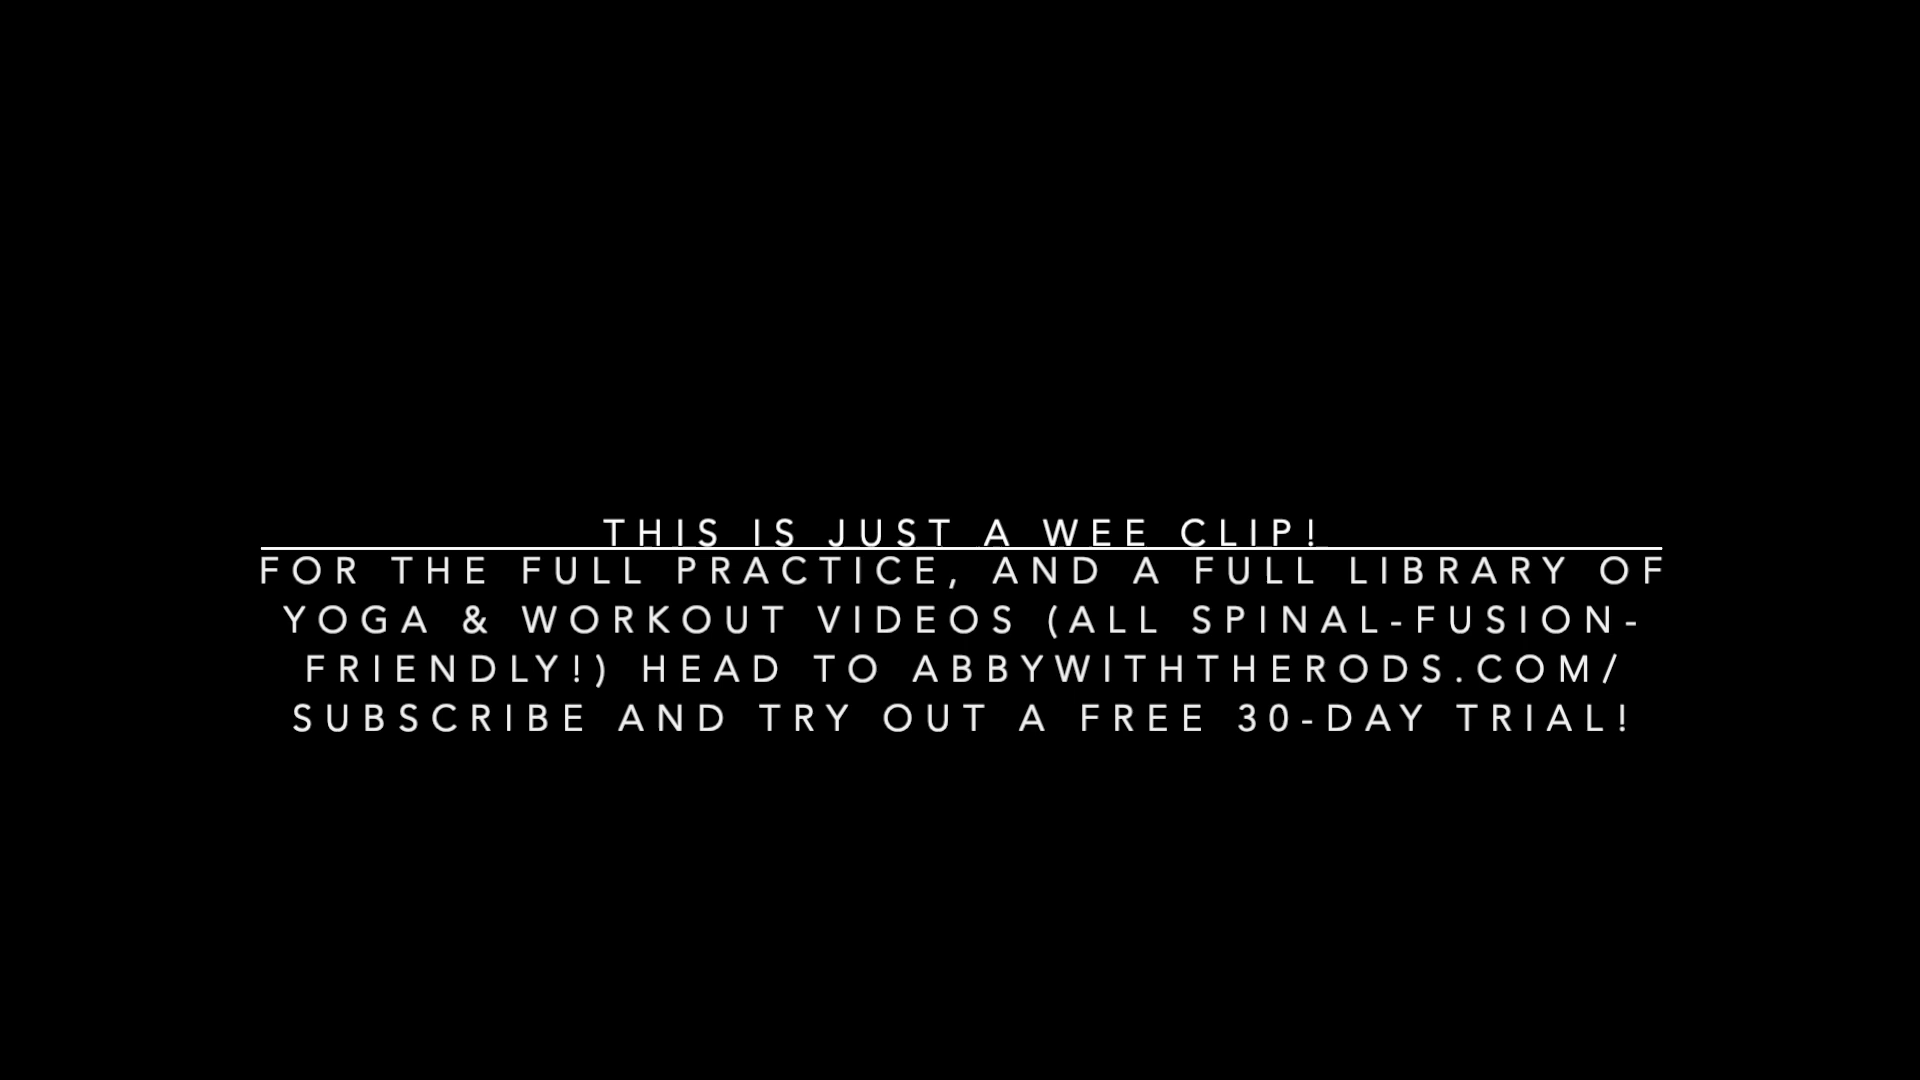 THIS IS JUST A WEE CLIP!
FOR THE FULL PRACTICE, AND A FULL LIBRARY OF
YOGA & WORKOUT VIDEOS (ALL SPINAL-FUSION-
FRIENDLY!) HEAD TO ABBYWITHTHERODS.COM/
SUBSCRIBE AND TRY OUT A FREE 30-DAY TRIAL!